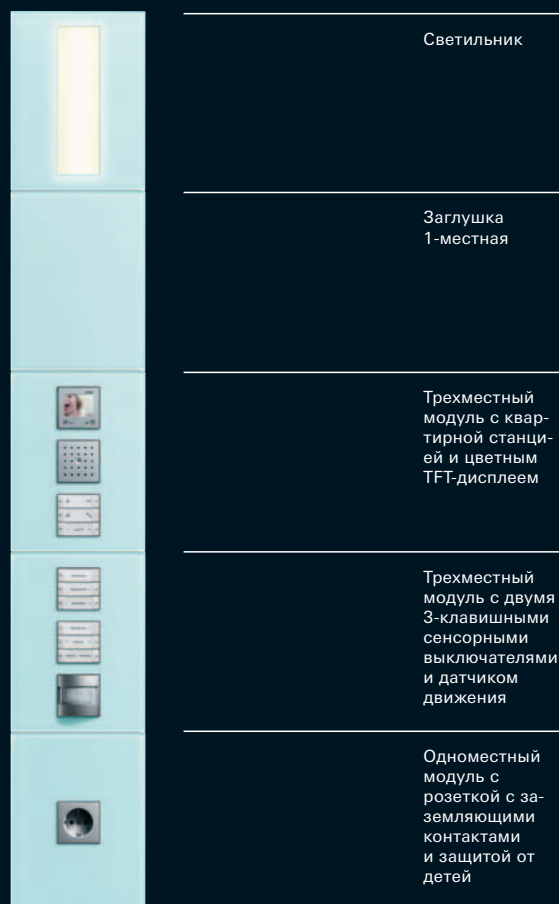 Светильник
Заглушка
1-местная
Трехместный
модуль с квар-
тирной станци-
ей и цветным
TFT-дисплеем
Трехместный
модуль с двумя
3-клавишными
сенсорными
выключателями
и датчиком
движения
Одноместный
модуль с
розеткой с за-
земляющими
контактами
и защитой от
детей